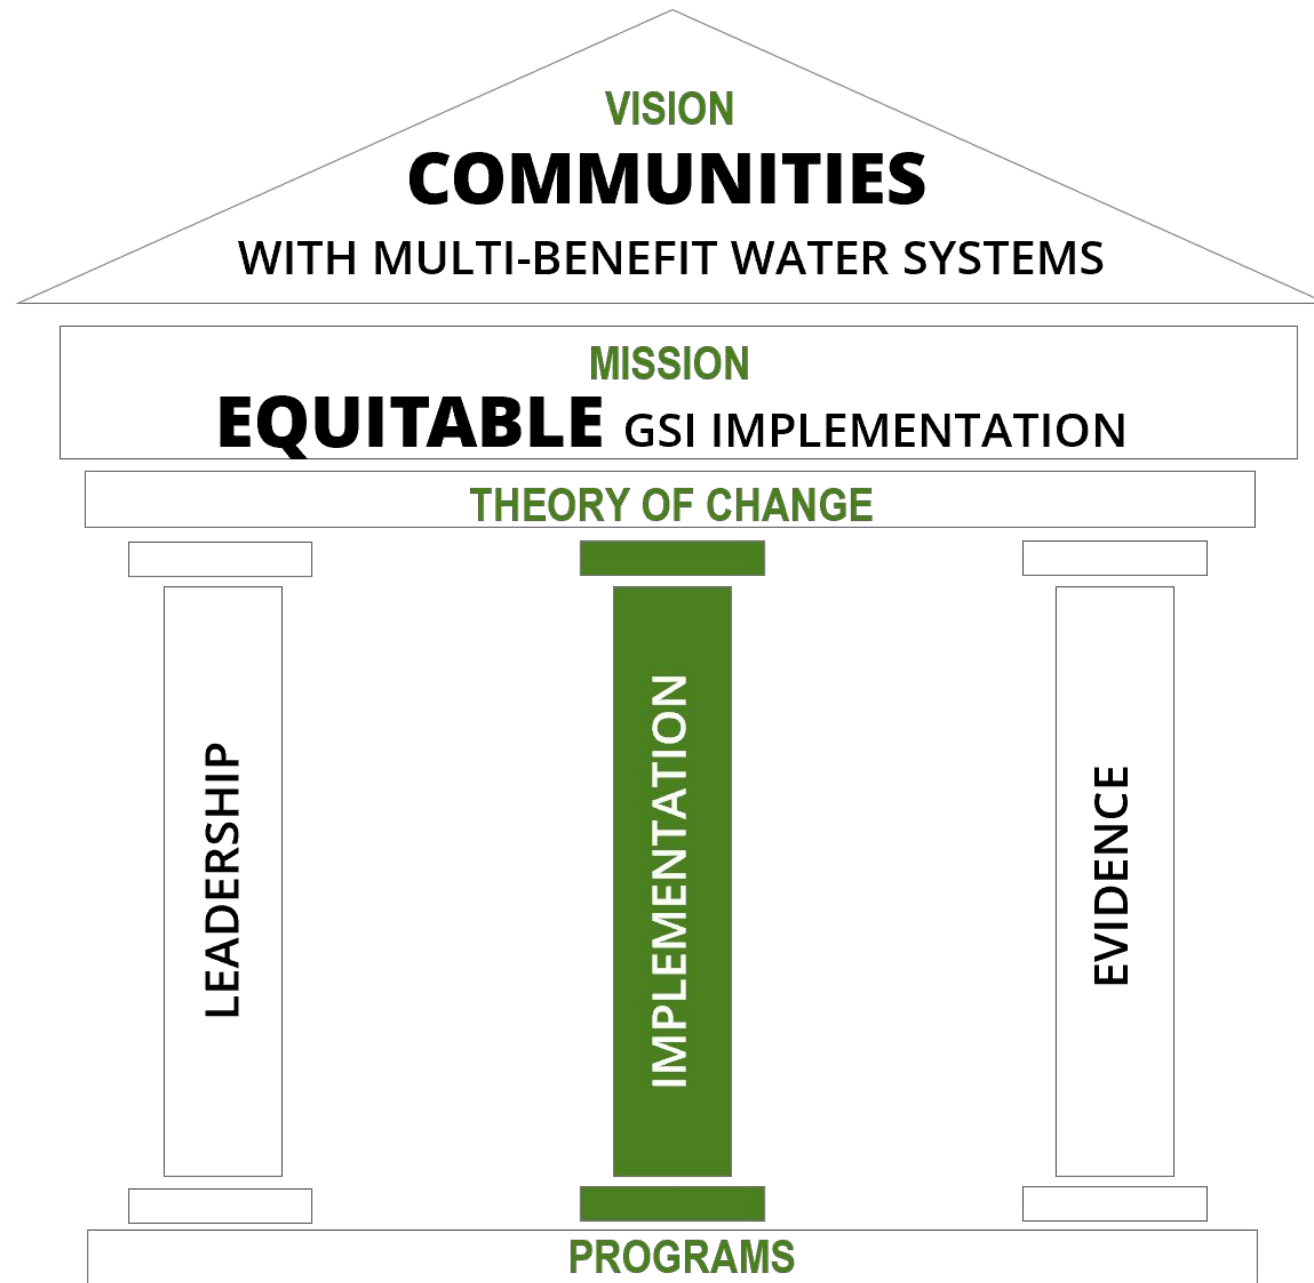 VISION
COMMUNITIES
WITH MULTI-BENEFIT WATER SYSTEMS
MISSION
EQUITABLE GSI IMPLEMENTATION
THEORY OF CHANGE
LEADERSHIP
IMPLEMENTATION
EVIDENCE
PROGRAMS